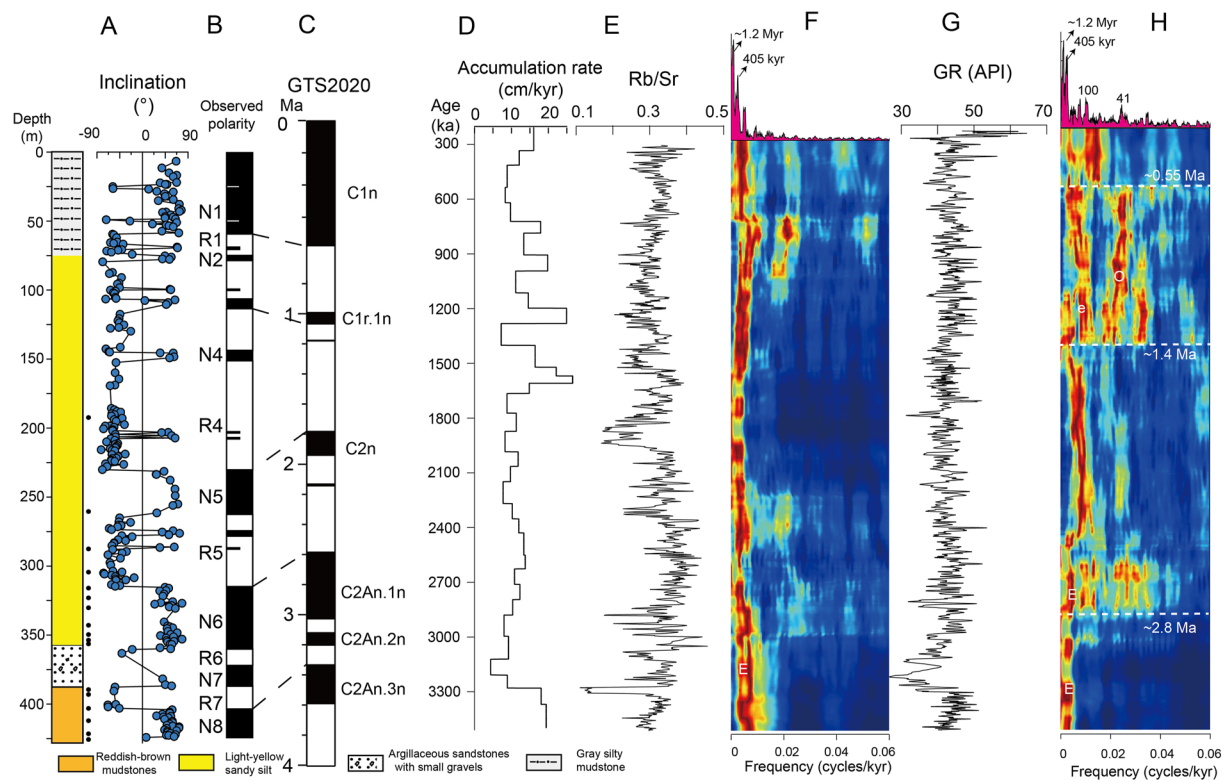 A
B
C
D
E
F
G
H
~1.2 Myr
405 kyr
~1.2 Myr
405 kyr
100
41
Inclination
(°)
Observed
polarity
GTS2020
Ma
Accumulation rate
(cm/kyr)
Age
(ka)
Rb/Sr
GR (API)
Depth
(m)
-90 0 90
0 10 20
0.1 0.3 0.5
30 50 70
0
50
100
150
200
250
300
350
400
N1
R1
N2
N4
R4
N5
R5
N6
R6
N7
R7
N8
0
1
2
3
4
C1n
C1r.1n
C2n
C2An.1n
C2An.2n
C2An.3n
300
600
900
1200
1500
1800
2100
2400
2700
3000
3300
E
~0.55 Ma
O
e
~1.4 Ma
E
~2.8 Ma
E
0 0.02 0.04 0.06
Frequency (cycles/kyr)
0 0.02 0.04 0.06
Frequency (cycles/kyr)
Reddish-brown
mudstones
Light-yellow
sandy silt
Argillaceous sandstones
with small gravels
Gray silty
mudstone